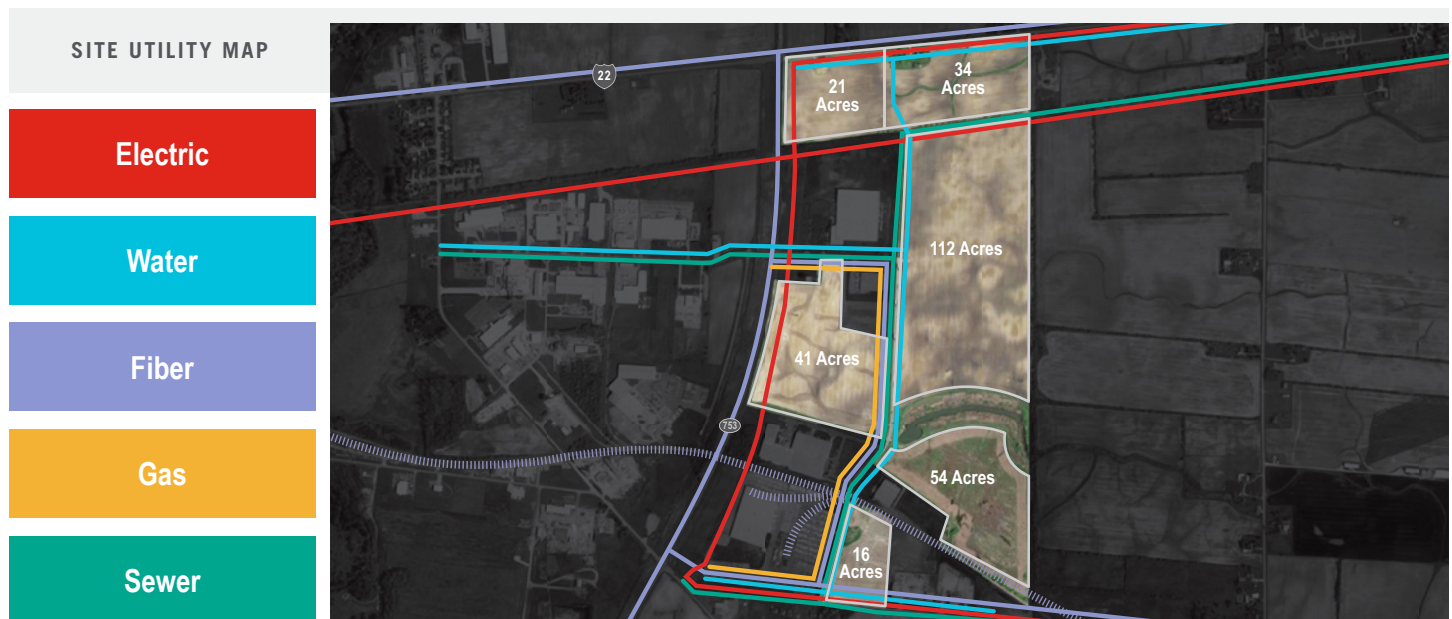 SITE UTILITY MAP
Electric
Water
Fiber
Gas
Sewer
22
21
Acres
34
Acres
112 Acres
41 Acres
753
54 Acres
16
Acres